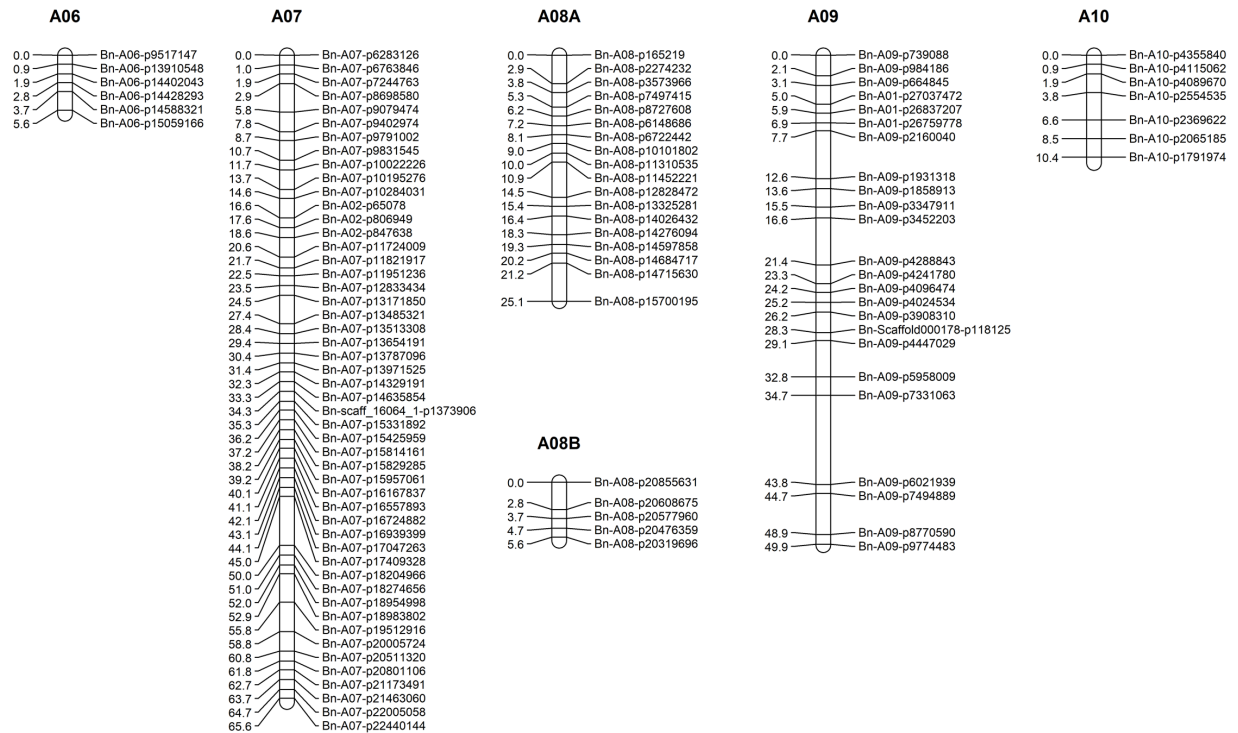 A06
0.0 Bn-A06-p9517147
0.9 Bn-A06-p13910548
1.9 Bn-A06-p14402043
2.8 Bn-A06-p14428293
3.7 Bn-A06-p14588321
5.6 Bn-A06-p15059166
A07
0.0 Bn-A07-p6283126
1.0 Bn-A07-p6763846
1.9 Bn-A07-p7244763
2.9 Bn-A07-p8698580
5.8 Bn-A07-p9079474
7.8 Bn-A07-p9402974
8.7 Bn-A07-p9791002
10.7 Bn-A07-p9831545
11.7 Bn-A07-p10022226
13.7 Bn-A07-p10195276
14.6 Bn-A07-p10284031
16.6 Bn-A02-p65078
17.6 Bn-A02-p806949
18.6 Bn-A02-p847638
20.6 Bn-A07-p11724009
21.7 Bn-A07-p11821917
22.5 Bn-A07-p11951236
23.5 Bn-A07-p12833434
24.5 Bn-A07-p13171850
27.4 Bn-A07-p13485321
28.4 Bn-A07-p13513308
29.4 Bn-A07-p13654191
30.4 Bn-A07-p13787096
31.4 Bn-A07-p13971525
32.3 Bn-A07-p14329191
33.3 Bn-A07-p14635854
34.3 Bn-scaff_16064_1-p1373906
35.3 Bn-A07-p15331892
36.2 Bn-A07-p15425959
37.2 Bn-A07-p15814161
38.2 Bn-A07-p15829285
39.2 Bn-A07-p15957061
40.1 Bn-A07-p16167837
41.1 Bn-A07-p16557893
42.1 Bn-A07-p16724882
43.1 Bn-A07-p16939399
44.1 Bn-A07-p17047263
45.0 Bn-A07-p17409328
50.0 Bn-A07-p18204966
51.0 Bn-A07-p18274656
52.0 Bn-A07-p18954998
52.9 Bn-A07-p18983802
55.8 Bn-A07-p19512916
58.8 Bn-A07-p20005724
60.8 Bn-A07-p20511320
61.8 Bn-A07-p20801106
62.7 Bn-A07-p21173491
63.7 Bn-A07-p21463060
64.7 Bn-A07-p22005058
65.6 Bn-A07-p22440144
A08A
0.0 Bn-A08-p165219
2.9 Bn-A08-p2274232
3.8 Bn-A08-p3573966
5.3 Bn-A08-p7497415
6.2 Bn-A08-p8727608
7.2 Bn-A08-p6148686
8.1 Bn-A08-p6722442
9.0 Bn-A08-p10101802
10.0 Bn-A08-p11310535
10.9 Bn-A08-p11452221
14.5 Bn-A08-p12828472
15.4 Bn-A08-p13325281
16.4 Bn-A08-p14026432
18.3 Bn-A08-p14276094
19.3 Bn-A08-p14597858
20.2 Bn-A08-p14684717
21.2 Bn-A08-p14715630
25.1 Bn-A08-p15700195
A08B
0.0 Bn-A08-p20855631
2.8 Bn-A08-p20608675
3.7 Bn-A08-p20577960
4.7 Bn-A08-p20476359
5.6 Bn-A08-p20319696
A09
0.0 Bn-A09-p739088
2.1 Bn-A09-p984186
3.1 Bn-A09-p664845
5.0 Bn-A01-p27037472
5.9 Bn-A01-p26837207
6.9 Bn-A01-p26759778
7.7 Bn-A09-p2160040
12.6 Bn-A09-p1931318
13.6 Bn-A09-p1858913
15.5 Bn-A09-p3347911
16.6 Bn-A09-p3452203
21.4 Bn-A09-p4288843
23.3 Bn-A09-p4241780
24.2 Bn-A09-p4096474
25.2 Bn-A09-p4024534
26.2 Bn-A09-p3908310
28.3 Bn-Scaffold000178-p118125
29.1 Bn-A09-p4447029
32.8 Bn-A09-p5958009
34.7 Bn-A09-p7331063
43.8 Bn-A09-p6021939
44.7 Bn-A09-p7494889
48.9 Bn-A09-p8770590
49.9 Bn-A09-p9774483
A10
0.0 Bn-A10-p4355840
0.9 Bn-A10-p4115062
1.9 Bn-A10-p4089670
3.8 Bn-A10-p2554535
6.6 Bn-A10-p2369622
8.5 Bn-A10-p2065185
10.4 Bn-A10-p1791974